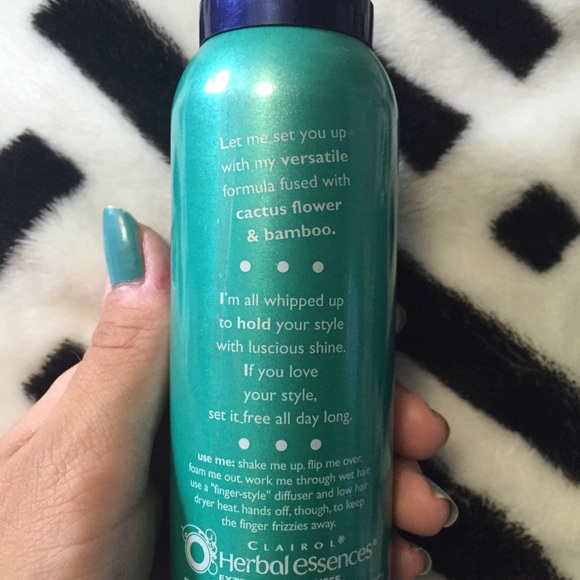 Let me set you up
with my versatile
formula fused with
cactus flower
& bamboo.
I'm all whipped up
to hold your style
with luscious shine.
If you love
your style,
set it free all day long.
use me: shake me up. flip me over.
foam me out. work me through wet hair.
use a "finger-style" diffuser and low hair
dryer heat. hands off, though, to keep
the finger frizzies away.
CLAIROL®
Herbal essences®